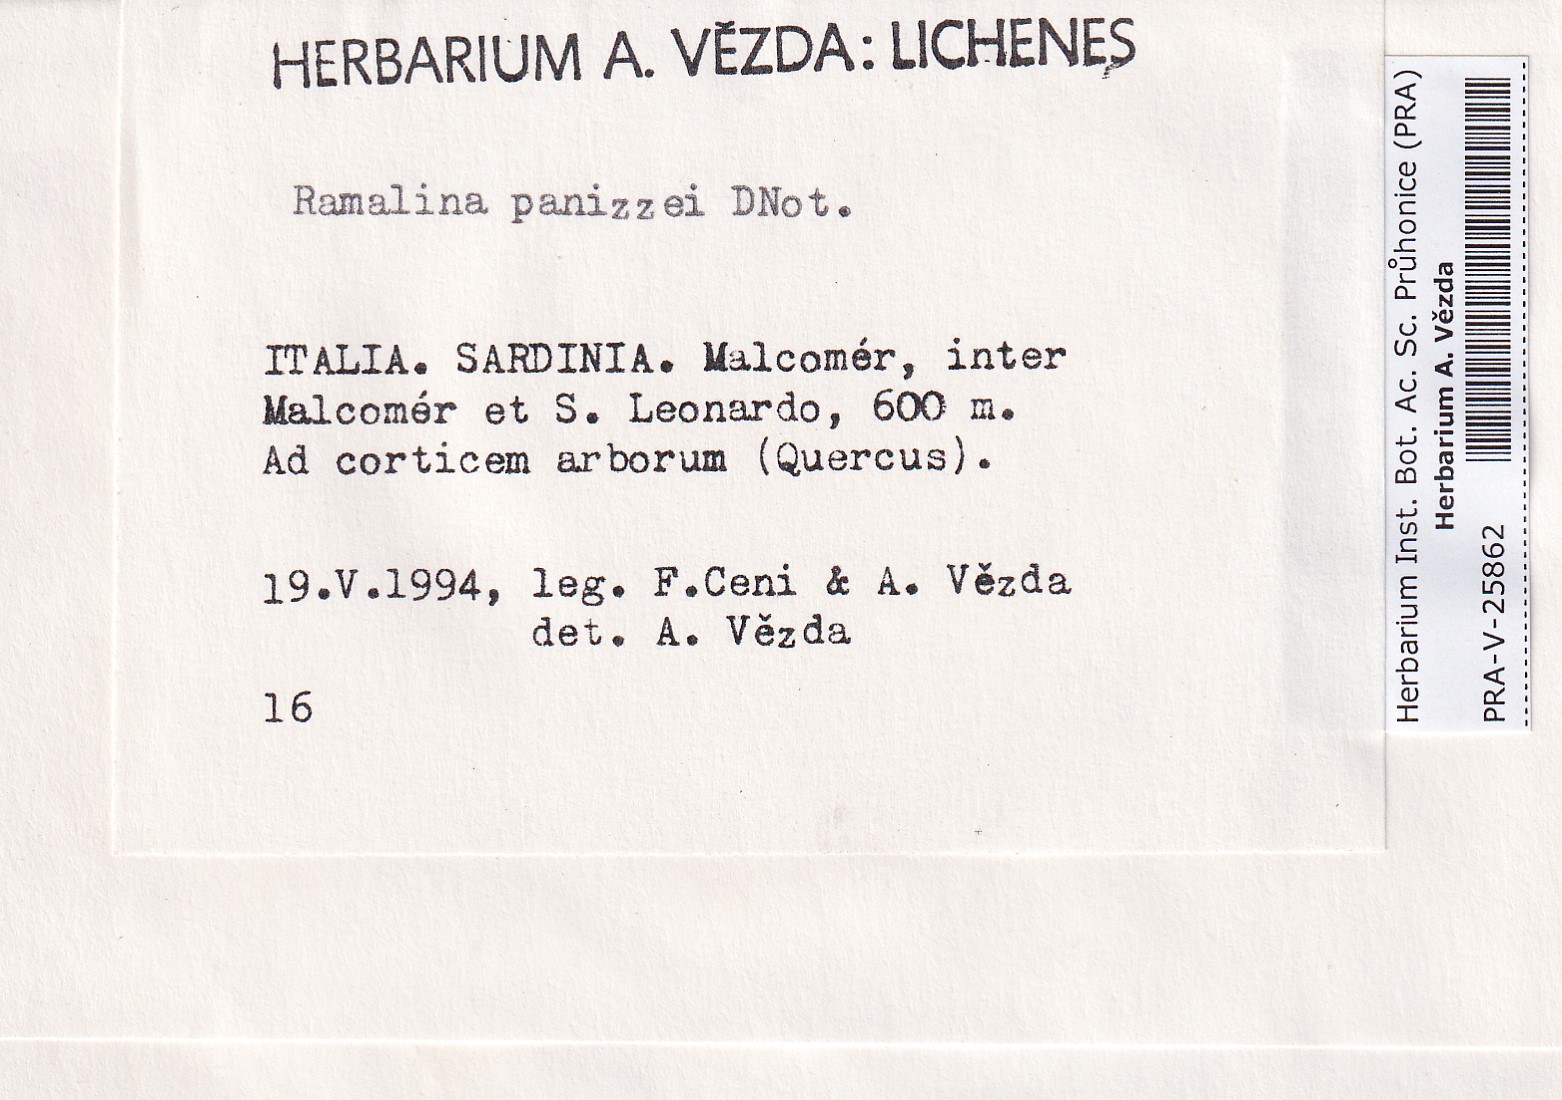 HERBARIUM A. VĚZDA: LICHENES
Ramalina panizzei DNot.
ITALIA. SARDINIA. Malcomér, inter
Malcomér et S. Leonardo, 600 m.
Ad corticem arborum (Quercus).
19.V.1994, leg. F.Ceni & A. Vězda
det. A. Vězda
16
Herbarium Inst. Bot. Ac. Sc. Průhonice (PRA)
Herbarium A. Vězda
PRA-V-25862